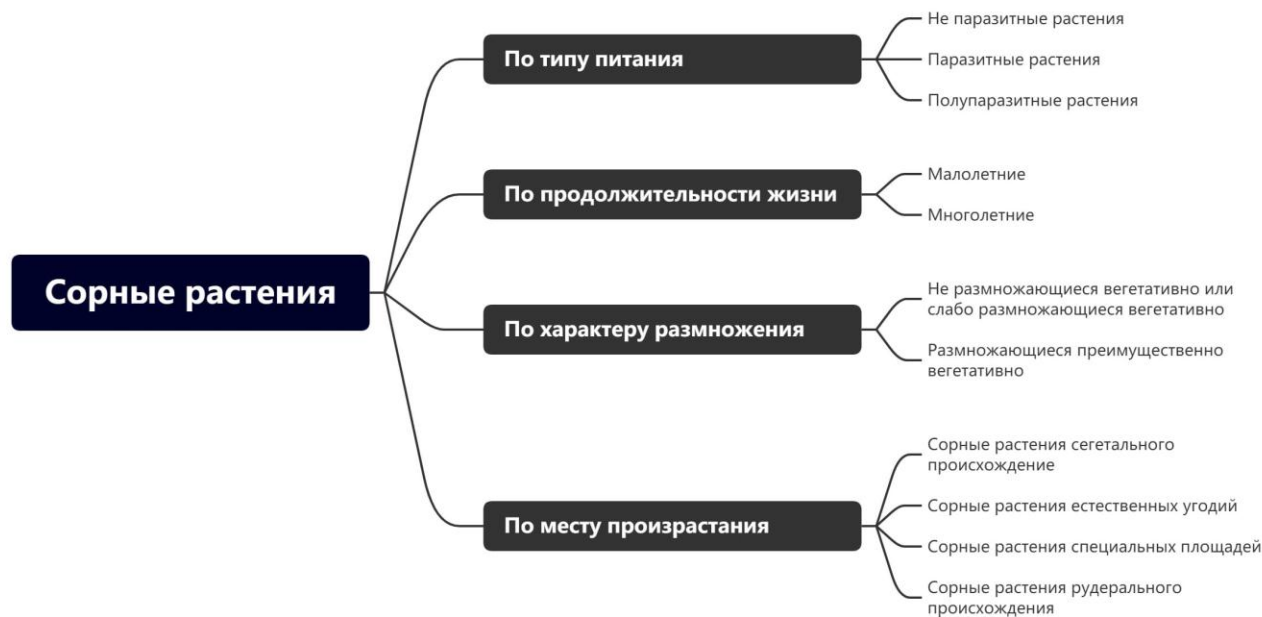 Сорные растения
По типу питания
Не паразитные растения
Паразитные растения
Полупаразитные растения
По продолжительности жизни
Малолетние
Многолетние
По характеру размножения
Не размножающиеся вегетативно или
слабо размножающиеся вегетативно
Размножающиеся преимущественно
вегетативно
По месту произрастания
Сорные растения сегетального
происхождение
Сорные растения естественных угодий
Сорные растения специальных площадей
Сорные растения рудерального
происхождения